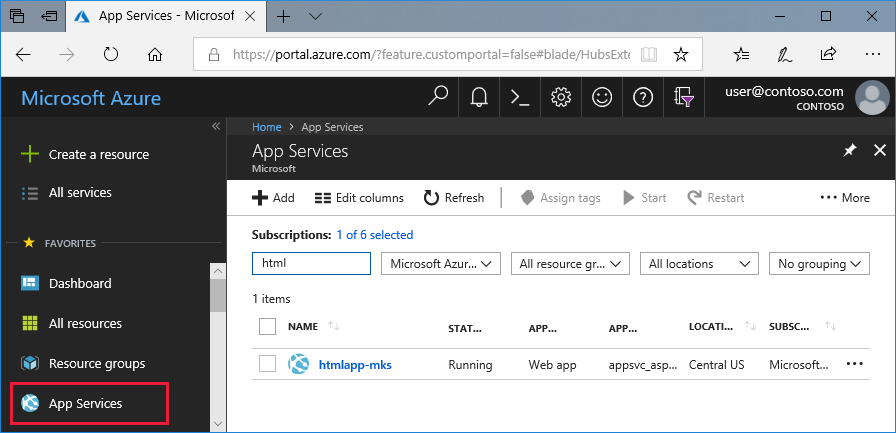 App Services - Microsof
https://portal.azure.com/?feature.customportal=false#blade/HubsExte
Microsoft Azure
user@contoso.com
CONTOSO
Create a resource
All services
FAVORITES
Dashboard
All resources
Resource groups
App Services
Home > App Services
App Services
Microsoft
Add Edit columns Refresh Assign tags Start Restart ••• More
Subscriptions: 1 of 6 selected
html Microsoft Azur... All resource gr... All locations No grouping
1 items
NAME STAT... APP... APP... LOCATI... SUBSC...
htmlapp-mks Running Web app appsvc_asp... Central US Microsoft... •••